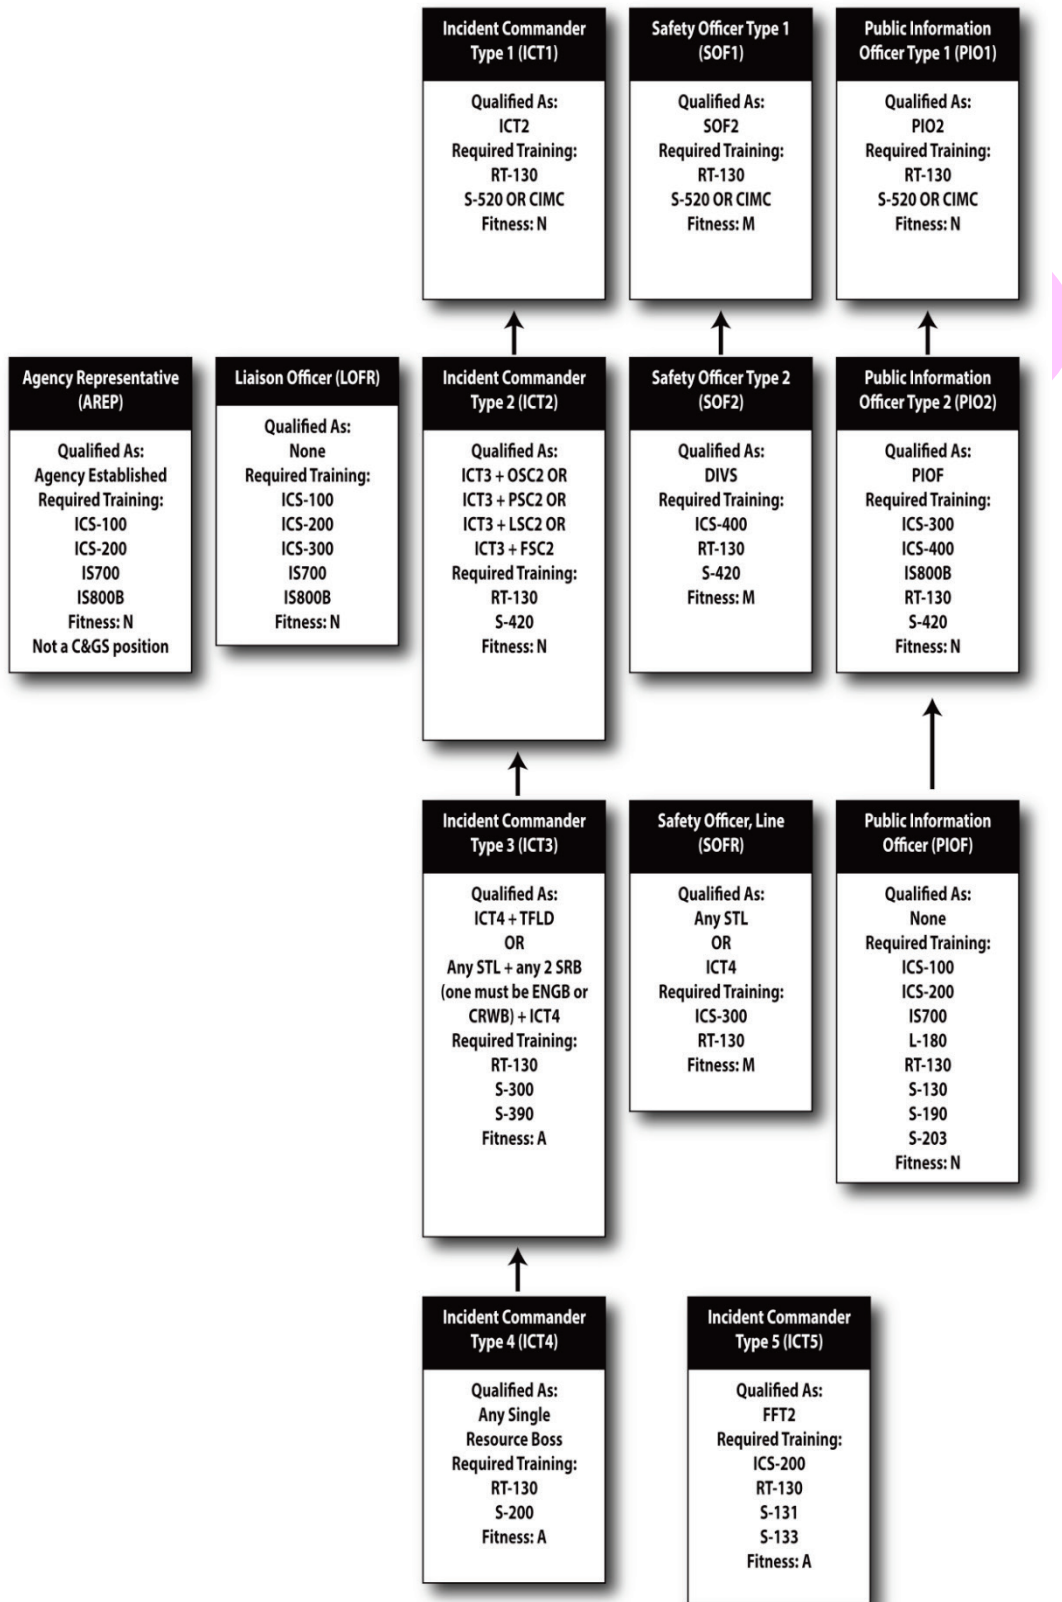 Incident Commander
Type 1 (ICT1)
Qualified As:
ICT2
Required Training:
RT-130
S-520 OR CIMC
Fitness: N
Safety Officer Type 1
(SOF1)
Qualified As:
SOF2
Required Training:
RT-130
S-520 OR CIMC
Fitness: M
Public Information
Officer Type 1 (PIO1)
Qualified As:
PIO2
Required Training:
RT-130
S-520 OR CIMC
Fitness: N
Agency Representative
(AREP)
Qualified As:
Agency Established
Required Training:
ICS-100
ICS-200
IS700
IS800B
Fitness: N
Not a C&GS position
Liaison Officer (LOFR)
Qualified As:
None
Required Training:
ICS-100
ICS-200
ICS-300
IS700
IS800B
Fitness: N
Incident Commander
Type 2 (ICT2)
Qualified As:
ICT3 + OSC2 OR
ICT3 + PSC2 OR
ICT3 + LSC2 OR
ICT3 + FSC2
Required Training:
RT-130
S-420
Fitness: N
Safety Officer Type 2
(SOF2)
Qualified As:
DIVS
Required Training:
ICS-400
RT-130
S-420
Fitness: M
Public Information
Officer Type 2 (PIO2)
Qualified As:
PIOF
Required Training:
ICS-300
ICS-400
IS800B
RT-130
S-420
Fitness: N
Incident Commander
Type 3 (ICT3)
Qualified As:
ICT4 + TFLD
OR
Any STL + any 2 SRB
(one must be ENGB or
CRWB) + ICT4
Required Training:
RT-130
S-300
S-390
Fitness: A
Safety Officer, Line
(SOFR)
Qualified As:
Any STL
OR
ICT4
Required Training:
ICS-300
RT-130
Fitness: M
Public Information
Officer (PIOF)
Qualified As:
None
Required Training:
ICS-100
ICS-200
IS700
L-180
RT-130
S-130
S-190
S-203
Fitness: N
Incident Commander
Type 4 (ICT4)
Qualified As:
Any Single
Resource Boss
Required Training:
RT-130
S-200
Fitness: A
Incident Commander
Type 5 (ICT5)
Qualified As:
FFT2
Required Training:
ICS-200
RT-130
S-131
S-133
Fitness: A